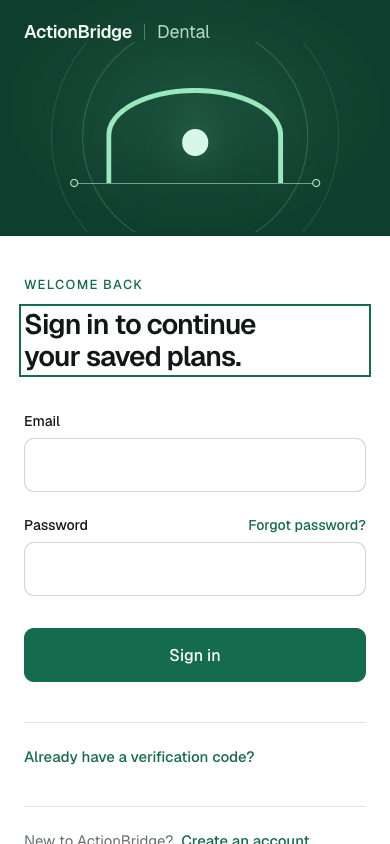 ActionBridge | Dental
WELCOME BACK
Sign in to continue
your saved plans.
Email
Password Forgot password?
Sign in
Already have a verification code?
New to ActionBridge? Create an account